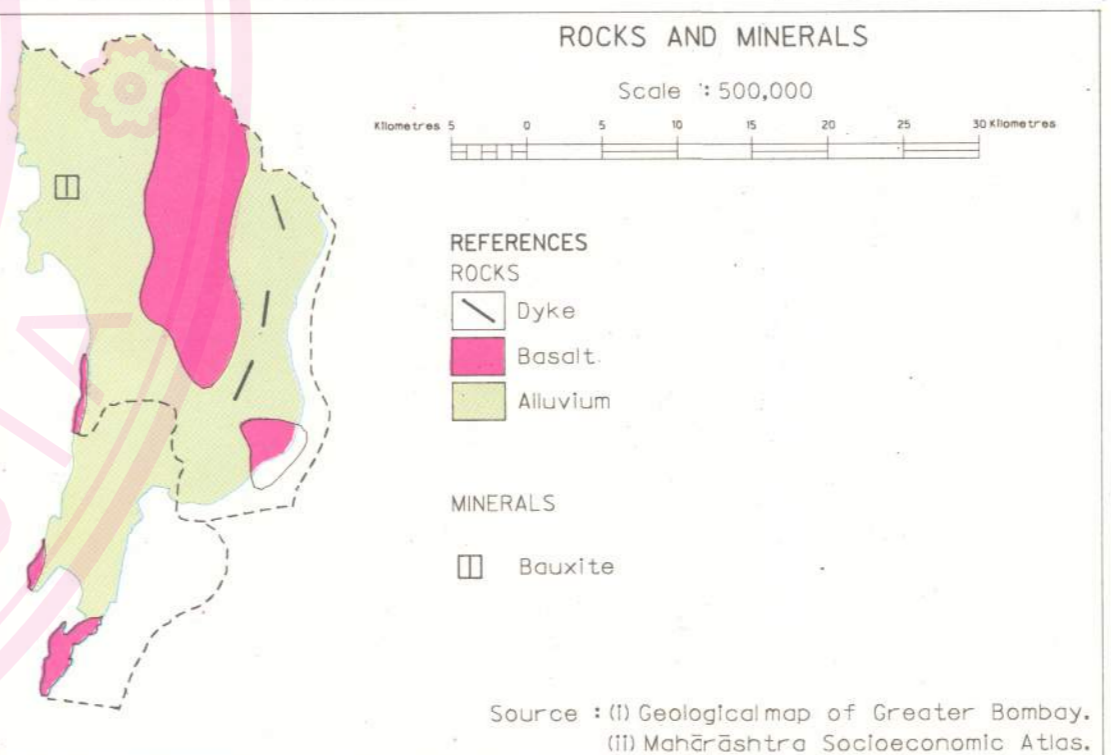 ROCKS AND MINERALS
Scale : 500,000
Kilometres 5 0 5 10 15 20 25 30 Kilometres
REFERENCES
ROCKS
Dyke
Basalt
Alluvium
MINERALS
Bauxite
Source : (i) Geological map of Greater Bombay.
(ii) Mahārāshtra Socioeconomic Atlas.